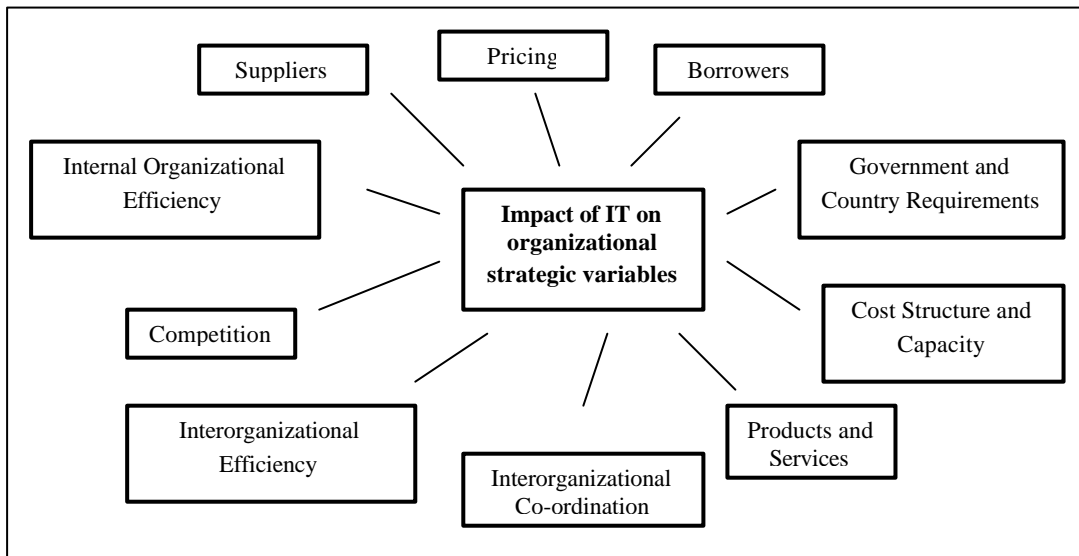 Suppliers
Pricing
Borrowers
Internal Organizational
Efficiency
Government and
Country Requirements
Impact of IT on
organizational
strategic variables
Competition
Cost Structure and
Capacity
Interorganizational
Efficiency
Interorganizational
Co-ordination
Products and
Services